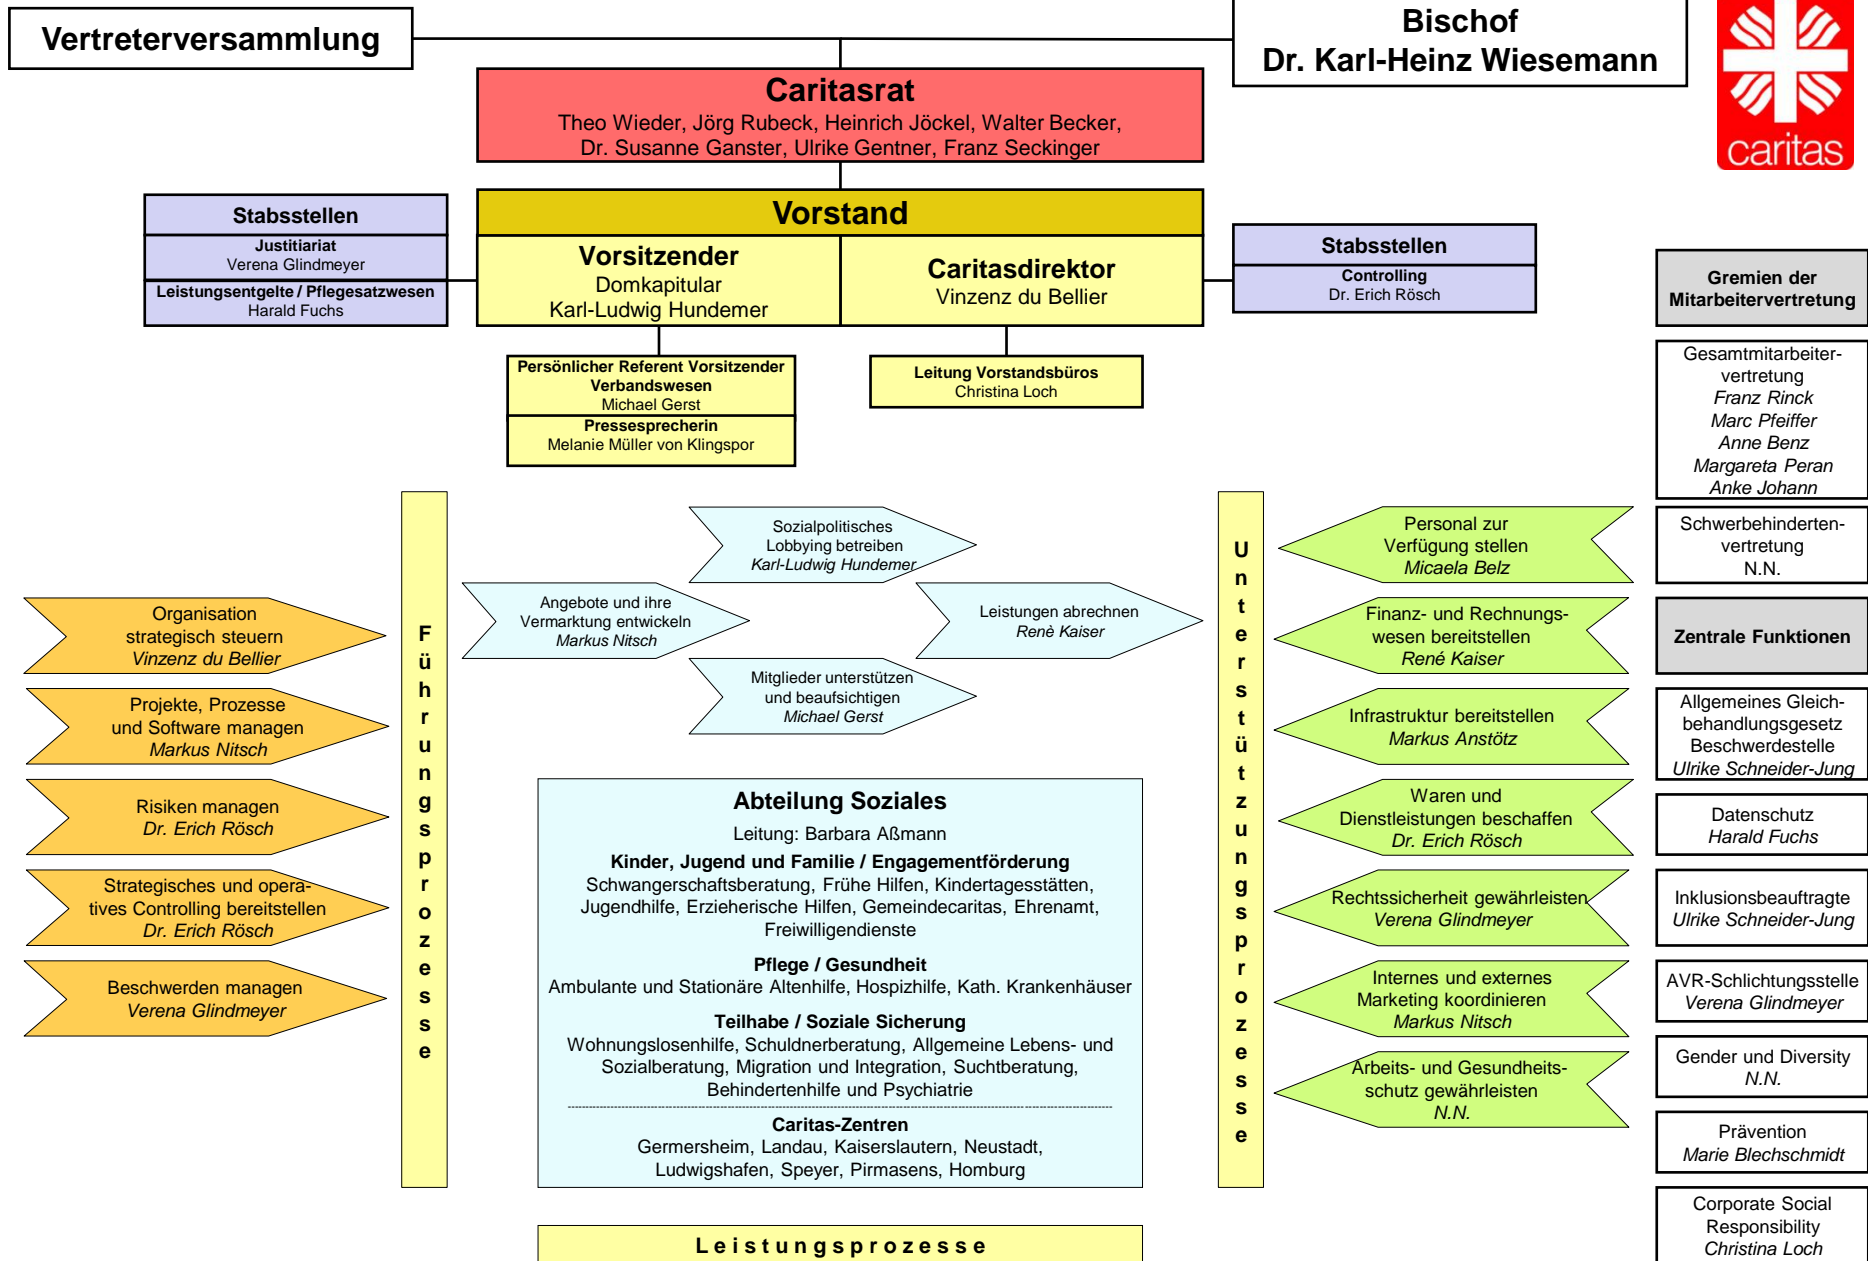 Vertreterversammlung
Bischof
Dr. Karl-Heinz Wiesemann
caritas
Caritasrat
Theo Wieder, Jörg Rubeck, Heinrich Jöckel, Walter Becker,
Dr. Susanne Ganster, Ulrike Gentner, Franz Seckinger
Stabsstellen
Justitiariat
Verena Glindmeyer
Leistungsentgelte / Pflegesatzwesen
Harald Fuchs
Vorstand
Vorsitzender
Domkapitular
Karl-Ludwig Hundemer
Caritasdirektor
Vinzenz du Bellier
Stabsstellen
Controlling
Dr. Erich Rösch
Persönlicher Referent Vorsitzender
Verbandswesen
Michael Gerst
Pressesprecherin
Melanie Müller von Klingspor
Leitung Vorstandsbüros
Christina Loch
Gremien der
Mitarbeitervertretung
Gesamtmitarbeiter-
vertretung
Franz Rinck
Marc Pfeiffer
Anne Benz
Margareta Peran
Anke Johann
Schwerbehinderten-
vertretung
N.N.
Zentrale Funktionen
Allgemeines Gleich-
behandlungsgesetz
Beschwerdestelle
Ulrike Schneider-Jung
Datenschutz
Harald Fuchs
Inklusionsbeauftragte
Ulrike Schneider-Jung
AVR-Schlichtungsstelle
Verena Glindmeyer
Gender und Diversity
N.N.
Prävention
Marie Blechschmidt
Corporate Social
Responsibility
Christina Loch
Organisation
strategisch steuern
Vinzenz du Bellier
Projekte, Prozesse
und Software managen
Markus Nitsch
Risiken managen
Dr. Erich Rösch
Strategisches und opera-
tives Controlling bereitstellen
Dr. Erich Rösch
Beschwerden managen
Verena Glindmeyer
Führungsprozesse
Sozialpolitisches
Lobbying betreiben
Karl-Ludwig Hundemer
Angebote und ihre
Vermarktung entwickeln
Markus Nitsch
Leistungen abrechnen
Renè Kaiser
Mitglieder unterstützen
und beaufsichtigen
Michael Gerst
Abteilung Soziales
Leitung: Barbara Aßmann
Kinder, Jugend und Familie / Engagementförderung
Schwangerschaftsberatung, Frühe Hilfen, Kindertagesstätten,
Jugendhilfe, Erzieherische Hilfen, Gemeindecaritas, Ehrenamt,
Freiwilligendienste
Pflege / Gesundheit
Ambulante und Stationäre Altenhilfe, Hospizhilfe, Kath. Krankenhäuser
Teilhabe / Soziale Sicherung
Wohnungslosenhilfe, Schuldnerberatung, Allgemeine Lebens- und
Sozialberatung, Migration und Integration, Suchtberatung,
Behindertenhilfe und Psychiatrie
Caritas-Zentren
Germersheim, Landau, Kaiserslautern, Neustadt,
Ludwigshafen, Speyer, Pirmasens, Homburg
Leistungsprozesse
Unterstützungsprozesse
Personal zur
Verfügung stellen
Micaela Belz
Finanz- und Rechnungs-
wesen bereitstellen
René Kaiser
Infrastruktur bereitstellen
Markus Anstötz
Waren und
Dienstleistungen beschaffen
Dr. Erich Rösch
Rechtssicherheit gewährleisten
Verena Glindmeyer
Internes und externes
Marketing koordinieren
Markus Nitsch
Arbeits- und Gesundheits-
schutz gewährleisten
N.N.